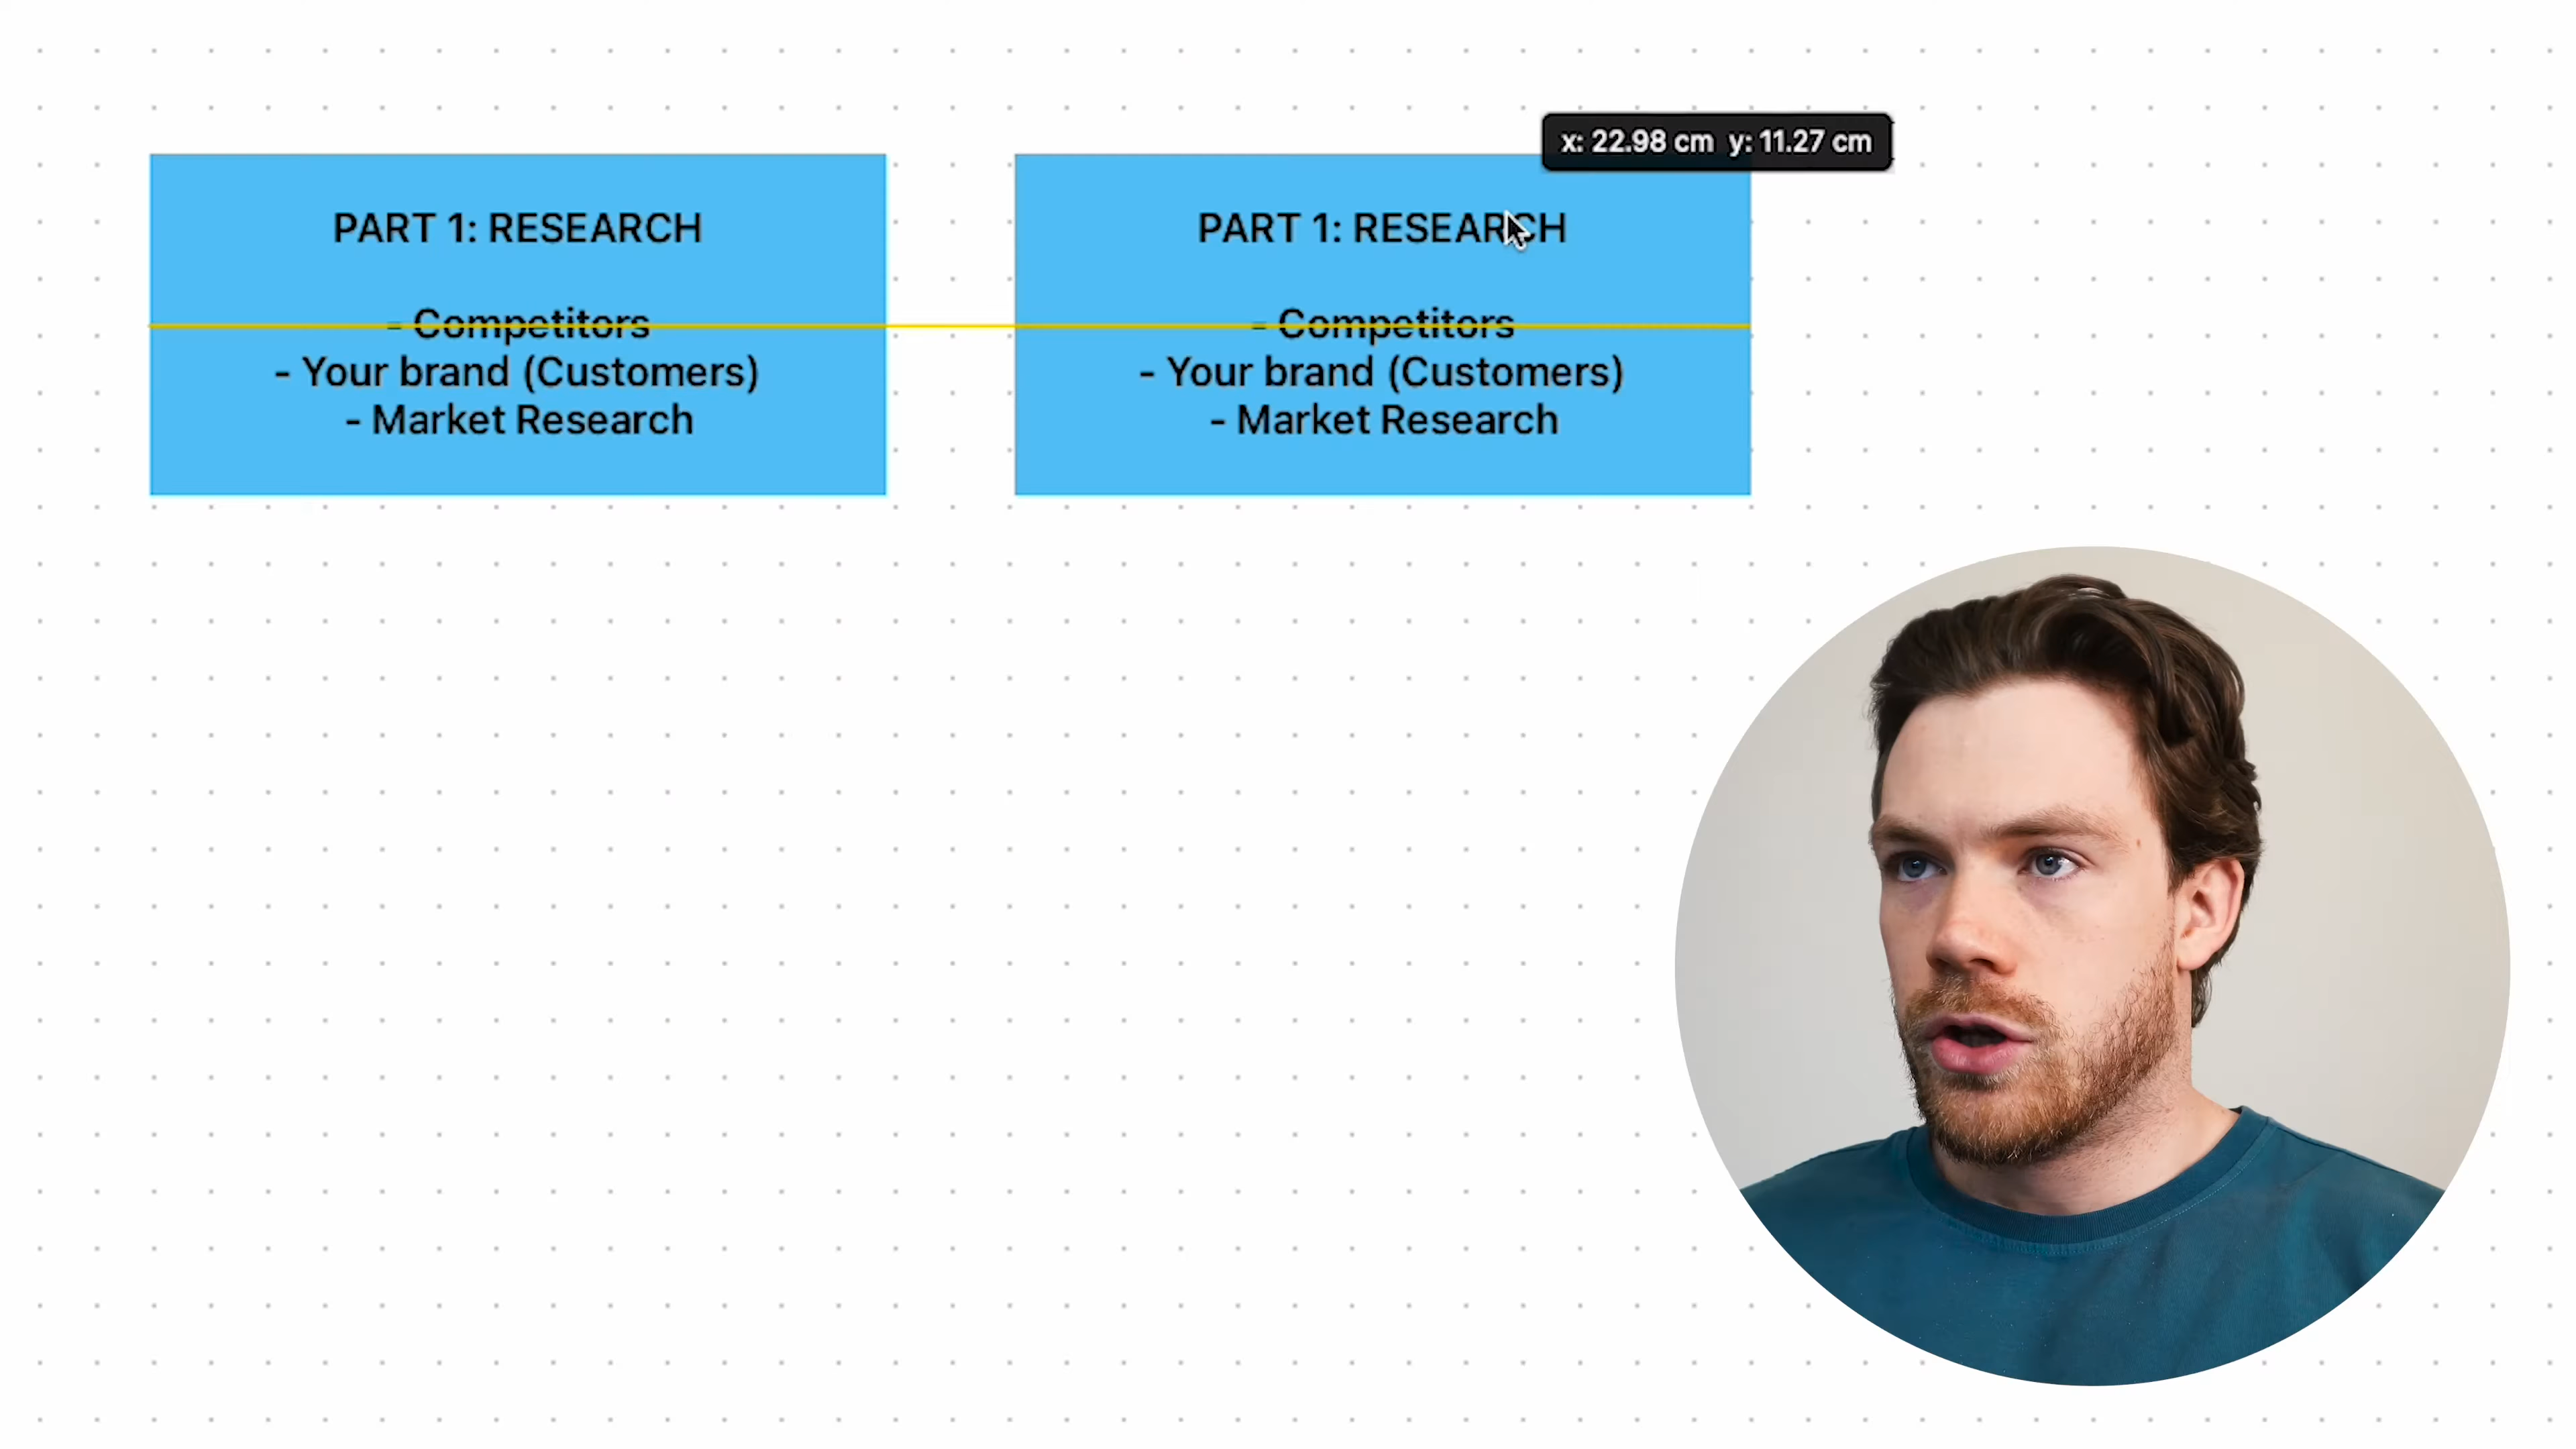 x: 22.98 cm y: 11.27 cm
PART 1: RESEARCH
- Competitors
- Your brand (Customers)
- Market Research
PART 1: RESEARCH
- Competitors
- Your brand (Customers)
- Market Research